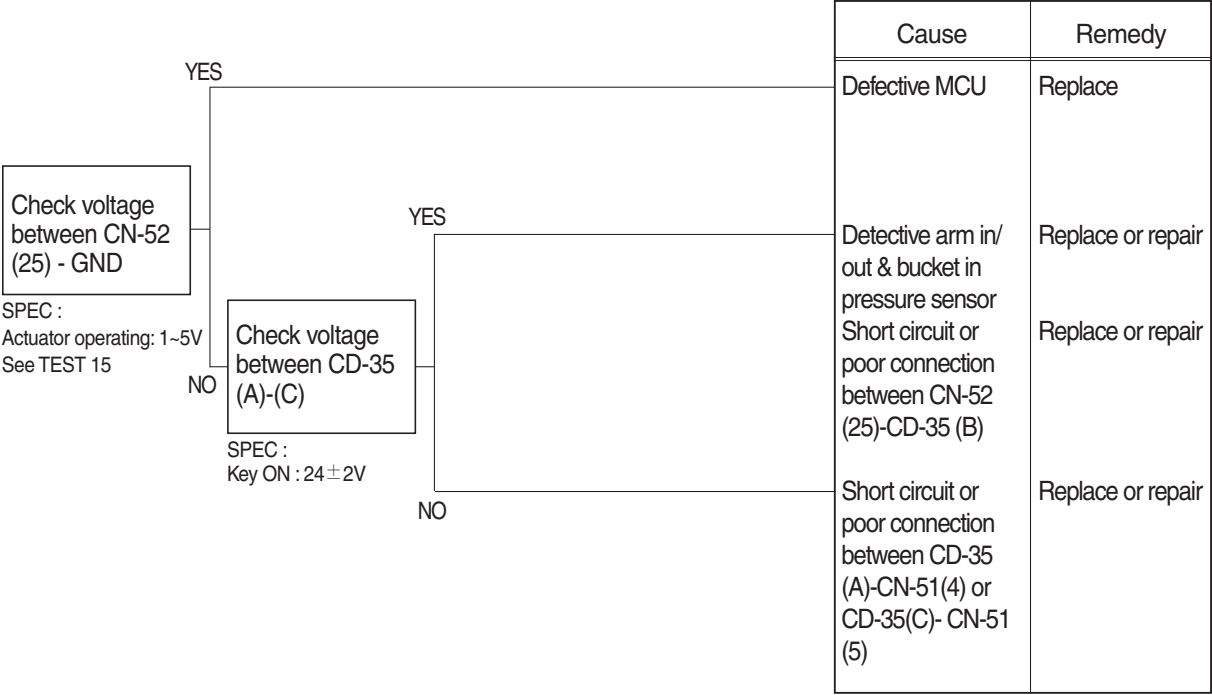 Cause Remedy
YES
Defective MCU Replace
Check voltage
between CN-52
(25) - GND
SPEC :
Actuator operating: 1~5V
See TEST 15
NO
Check voltage
between CD-35
(A)-(C)
SPEC :
Key ON : 24±2V
YES
Detective arm in/ Replace or repair
out & bucket in
pressure sensor
Short circuit or Replace or repair
poor connection
between CN-52
(25)-CD-35 (B)
NO
Short circuit or Replace or repair
poor connection
between CD-35
(A)-CN-51(4) or
CD-35(C)- CN-51
(5)